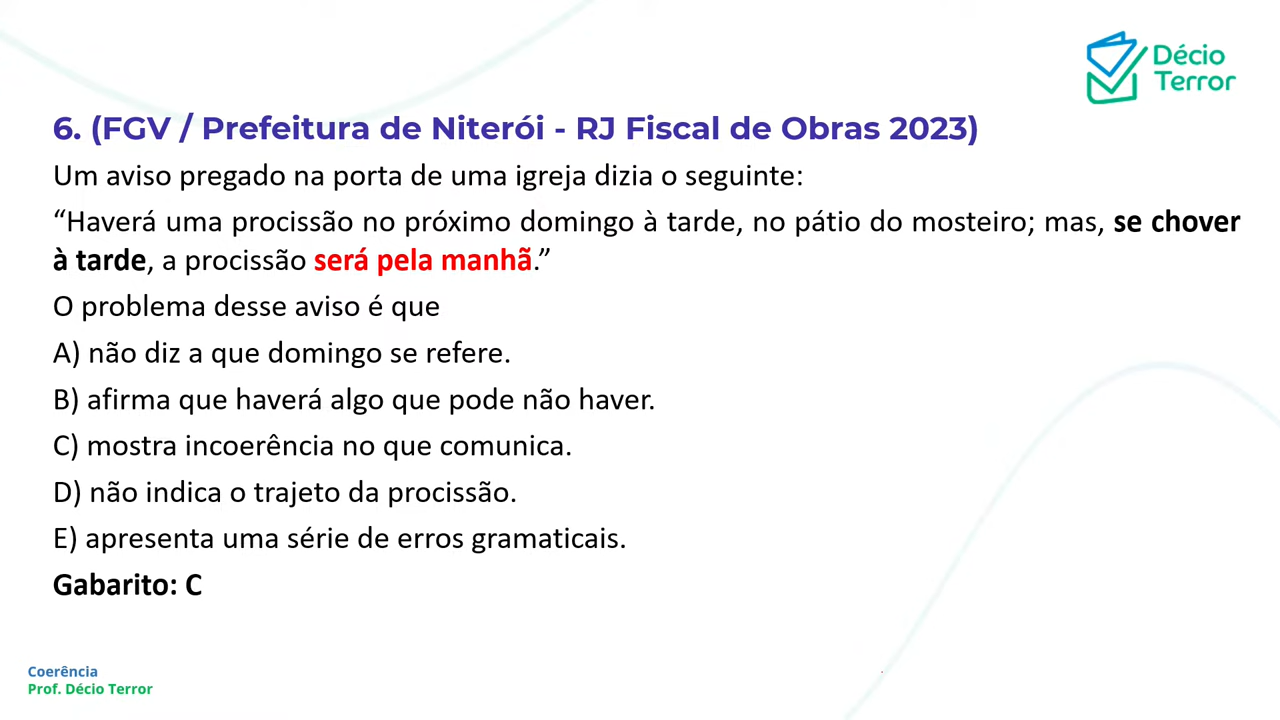 Décio
Terror
6. (FGV / Prefeitura de Niterói - RJ Fiscal de Obras 2023)
Um aviso pregado na porta de uma igreja dizia o seguinte:
“Haverá uma procissão no próximo domingo à tarde, no pátio do mosteiro; mas, se chover
à tarde, a procissão será pela manhã.”
O problema desse aviso é que
A) não diz a que domingo se refere.
B) afirma que haverá algo que pode não haver.
C) mostra incoerência no que comunica.
D) não indica o trajeto da procissão.
E) apresenta uma série de erros gramaticais.
Gabarito: C
Coerência
Prof. Décio Terror